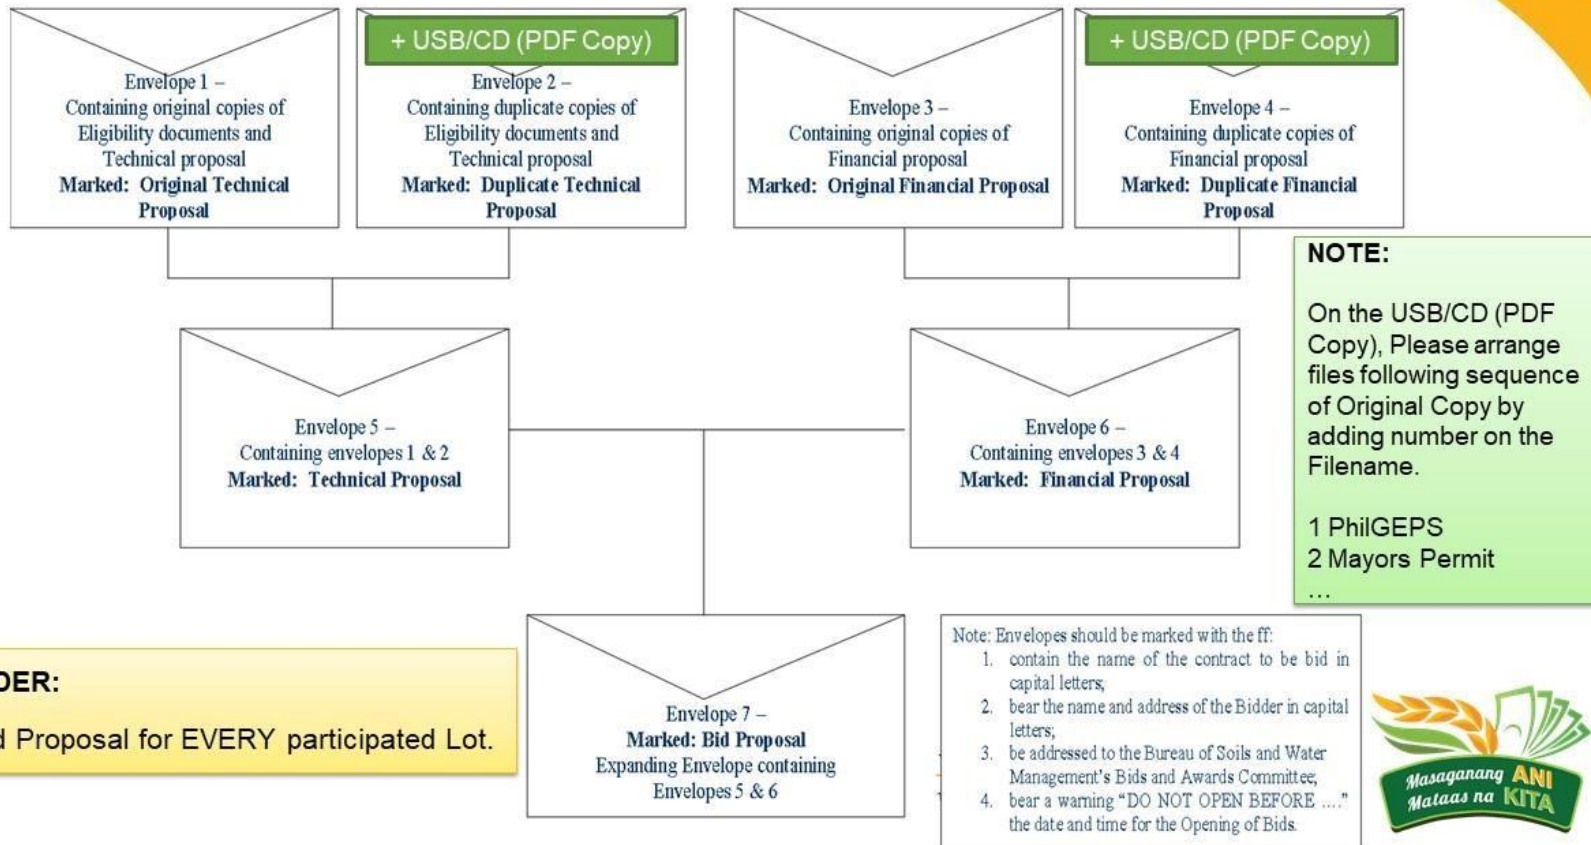 Envelope 1 –
Containing original copies of
Eligibility documents and
Technical proposal
Marked: Original Technical
Proposal
+ USB/CD (PDF Copy)
Envelope 2 –
Containing duplicate copies of
Eligibility documents and
Technical proposal
Marked: Duplicate Technical
Proposal
Envelope 3 –
Containing original copies of
Financial proposal
Marked: Original Financial Proposal
+ USB/CD (PDF Copy)
Envelope 4 –
Containing duplicate copies of
Financial proposal
Marked: Duplicate Financial
Proposal
NOTE:
On the USB/CD (PDF
Copy), Please arrange
files following sequence
of Original Copy by
adding number on the
Filename.
1 PhilGEPS
2 Mayors Permit
...
Envelope 5 –
Containing envelopes 1 & 2
Marked: Technical Proposal
Envelope 6 –
Containing envelopes 3 & 4
Marked: Financial Proposal
DER:
Proposal for EVERY participated Lot.
Envelope 7 –
Marked: Bid Proposal
Expanding Envelope containing
Envelopes 5 & 6
Note: Envelopes should be marked with the ff:
1. contain the name of the contract to be bid in
capital letters;
2. bear the name and address of the Bidder in capital
letters;
3. be addressed to the Bureau of Soils and Water
Management's Bids and Awards Committee;
4. bear a warning “DO NOT OPEN BEFORE ....”
the date and time for the Opening of Bids.
Masaganang ANI
Mataas na KITA